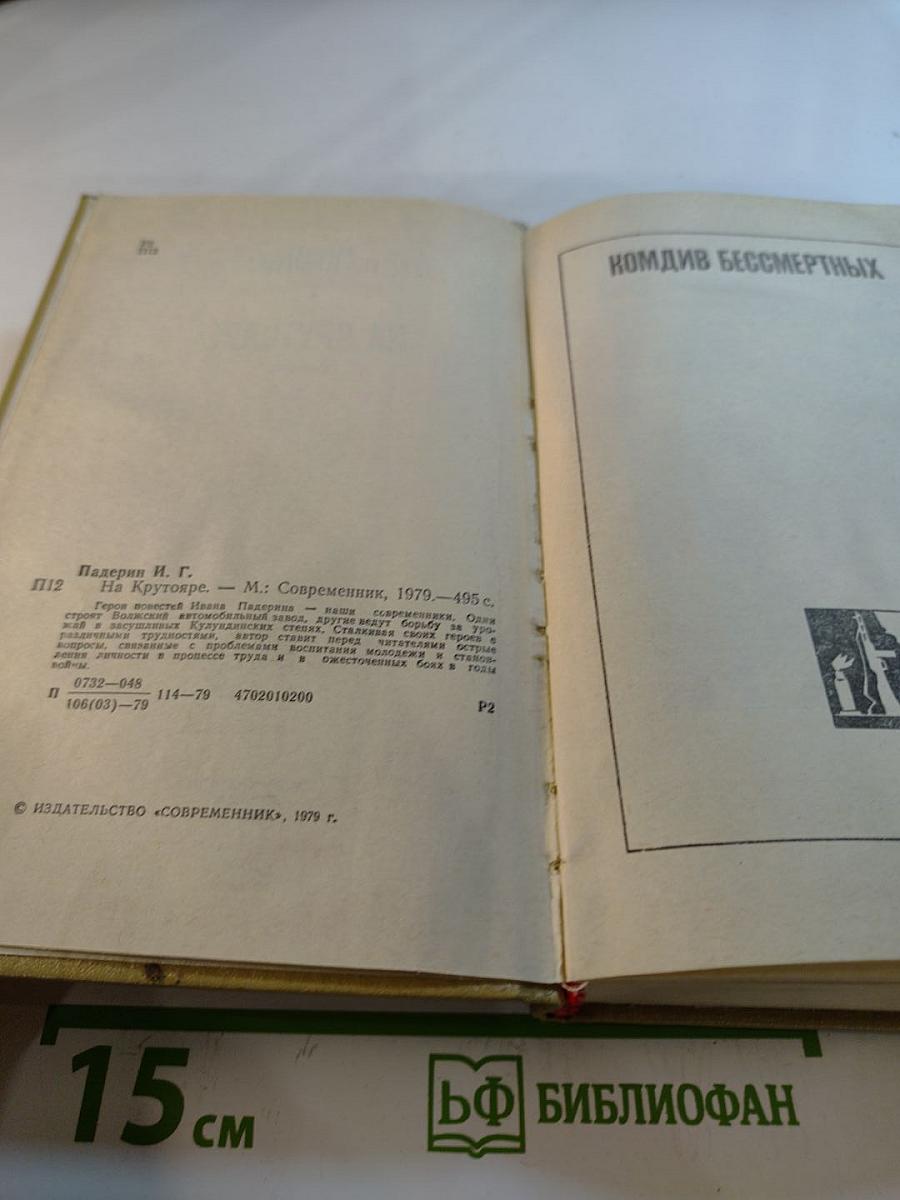 Падерин И. Г.
П12 На Крутояре. — М.: Современник, 1979.—495 с.
Герои повестей Ивана Падерина — наши современники. Одни
строят Волжский автомобильный завод, другие ведут борьбу за уро-
жай в засушливых Кулундинских степях. Сталкивая своих героев с
различными трудностями, автор ставит перед читателями острые
вопросы, связанные с проблемами воспитания молодежи и станов-
ления личности в процессе труда и в ожесточенных боях в годы
войны.
0732—048
П 114—79 4702010200
106(03)—79
Р2
© ИЗДАТЕЛЬСТВО «СОВРЕМЕННИК», 1979 г.
КОМДИВ БЕССМЕРТНЫХ
15 см
БФ БИБЛИОФАН